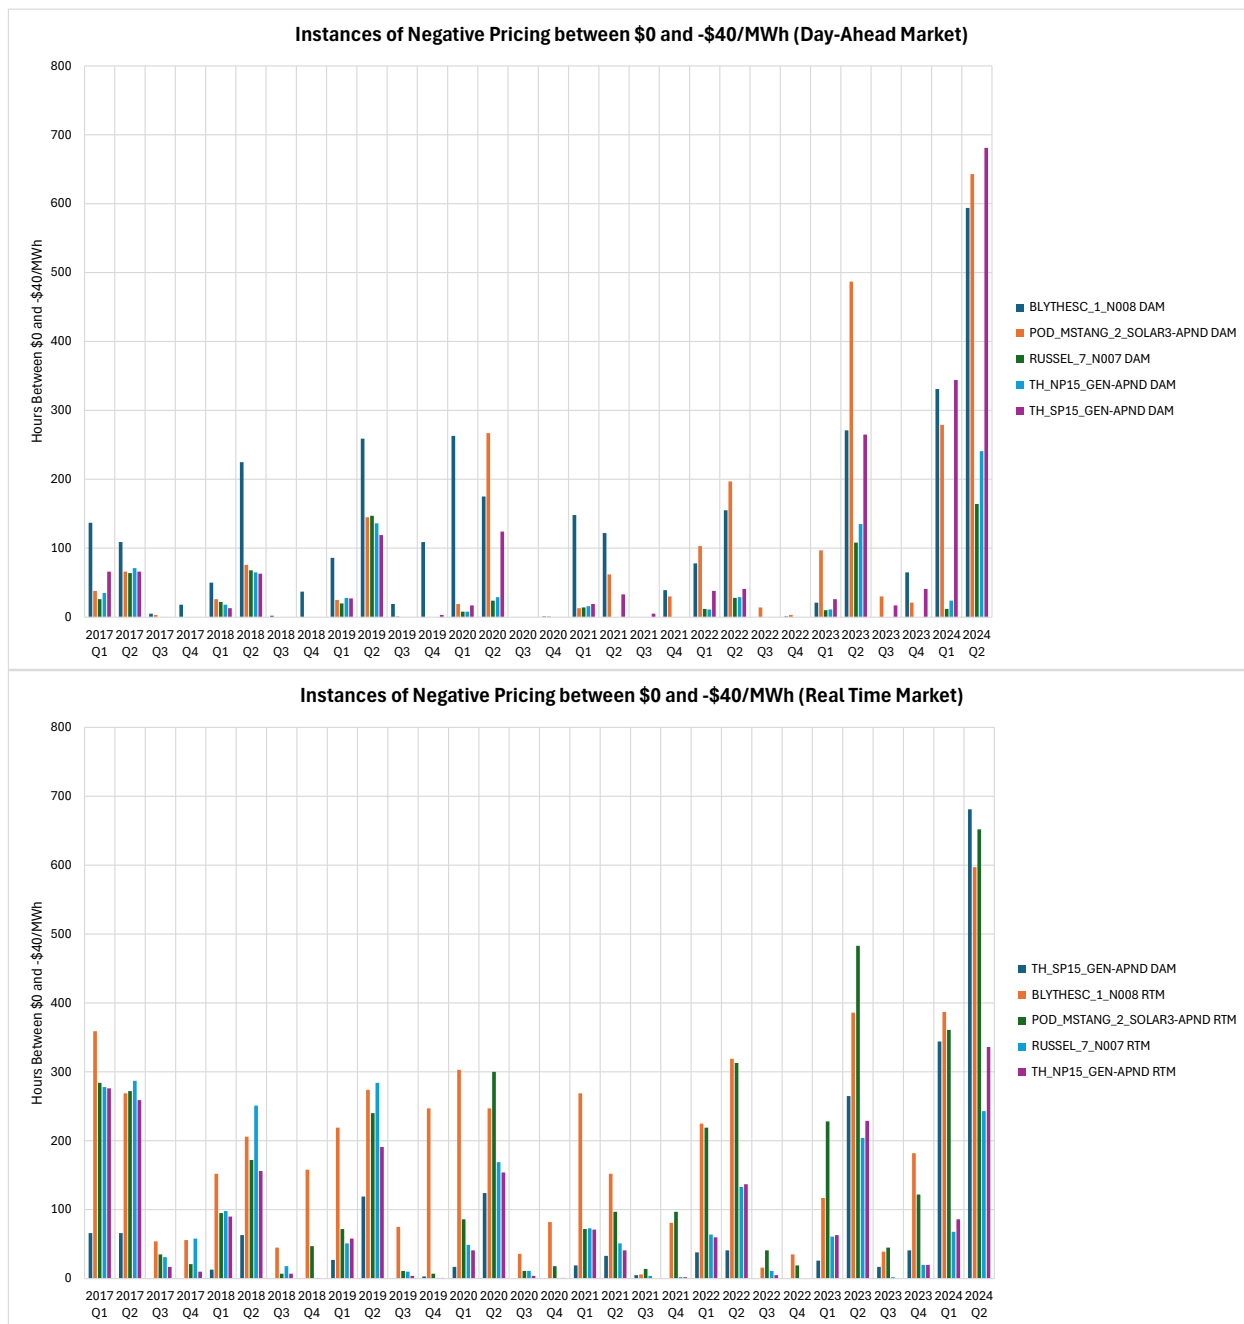 Instances of Negative Pricing between $0 and -$40/MWh (Day-Ahead Market)
800
700
600
500
400
300
200
100
0
Hours Between $0 and -$40/MWh
2017 2017 2017 2017 2018 2018 2018 2018 2019 2019 2019 2019 2020 2020 2020 2020 2021 2021 2021 2021 2022 2022 2022 2022 2023 2023 2023 2023 2024 2024
Q1 Q2 Q3 Q4 Q1 Q2 Q3 Q4 Q1 Q2 Q3 Q4 Q1 Q2 Q3 Q4 Q1 Q2 Q3 Q4 Q1 Q2 Q3 Q4 Q1 Q2 Q3 Q4 Q1 Q2
BLYTHESC_1_N008 DAM
POD_MSTANG_2_SOLAR3-APND DAM
RUSSEL_7_N007 DAM
TH_NP15_GEN-APND DAM
TH_SP15_GEN-APND DAM
Instances of Negative Pricing between $0 and -$40/MWh (Real Time Market)
800
700
600
500
400
300
200
100
0
Hours Between $0 and -$40/MWh
2017 2017 2017 2017 2018 2018 2018 2018 2019 2019 2019 2019 2020 2020 2020 2020 2021 2021 2021 2021 2022 2022 2022 2022 2023 2023 2023 2023 2024 2024
Q1 Q2 Q3 Q4 Q1 Q2 Q3 Q4 Q1 Q2 Q3 Q4 Q1 Q2 Q3 Q4 Q1 Q2 Q3 Q4 Q1 Q2 Q3 Q4 Q1 Q2 Q3 Q4 Q1 Q2
TH_SP15_GEN-APND DAM
BLYTHESC_1_N008 RTM
POD_MSTANG_2_SOLAR3-APND RTM
RUSSEL_7_N007 RTM
TH_NP15_GEN-APND RTM